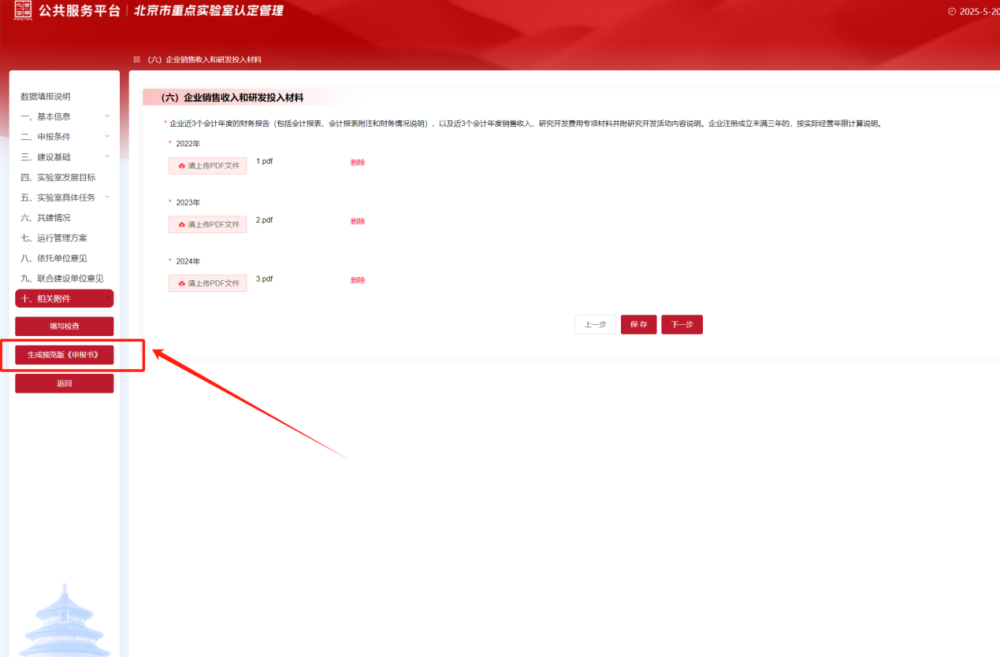 公共服务平台 | 北京市重点实验室认定管理
2025-5-20
(六) 企业销售收入和研发投入材料
数据填报说明
一、基本信息
二、申报条件
三、建设基础
四、实验室发展目标
五、实验室具体任务
六、共建情况
七、运行管理方案
八、依托单位意见
九、联合建设单位意见
十、相关附件
填写检查
生成预览版《申报书》
返回
(六) 企业销售收入和研发投入材料
* 企业近3个会计年度的财务报告（包括会计报表、会计报表附注和财务情况说明），以及近3个会计年度销售收入、研究开发费用专项材料并附研究开发活动内容说明。企业注册成立未满三年的，按实际经营年限计算说明。
* 2022年
请上传PDF文件 1.pdf 删除
* 2023年
请上传PDF文件 2.pdf 删除
* 2024年
请上传PDF文件 3.pdf 删除
上一步 保存 下一步